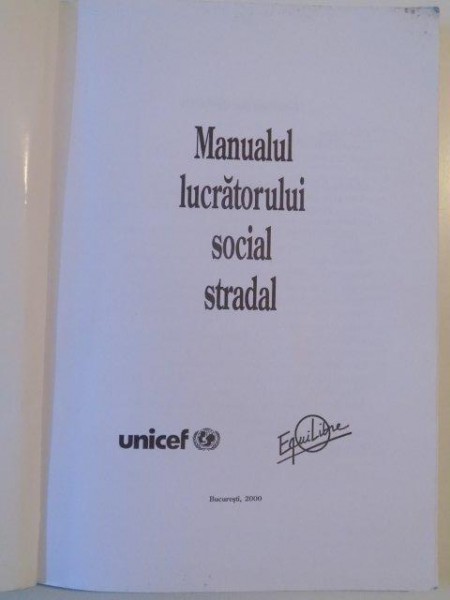 Manualul
lucrătorului
social
stradal
unicef
EquiLibre
București, 2000